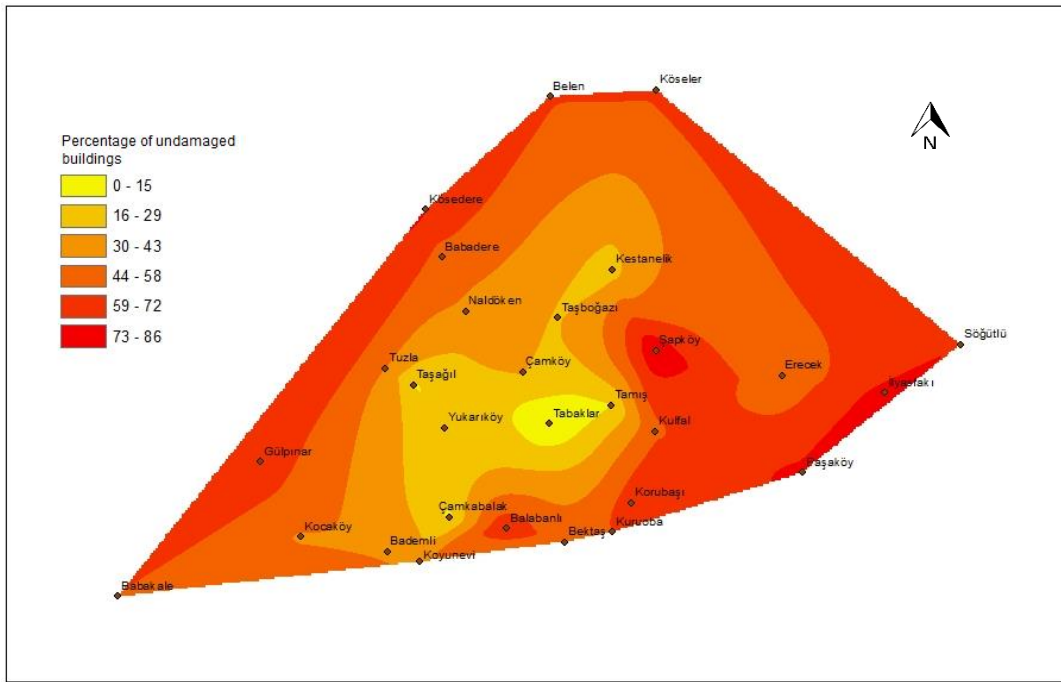 Belen
Köseler
N
Percentage of undamaged
buildings
0 - 15
16 - 29
30 - 43
44 - 58
59 - 72
73 - 86
Kösedere
Babadere
Kestanelik
Naldöken
Taşboğazı
Şapköy
Söğütlü
Tuzla
Çamköy
Erecek
Taşağıl
Tamış
Yukarıköy
Tabaklar
Kulfal
Gülpınar
Paşaköy
Korubaşı
Çamkabalak
Balabanlı
Kocaköy
Bektaş
Kuruoba
Bademli
Koyunevi
Babakale